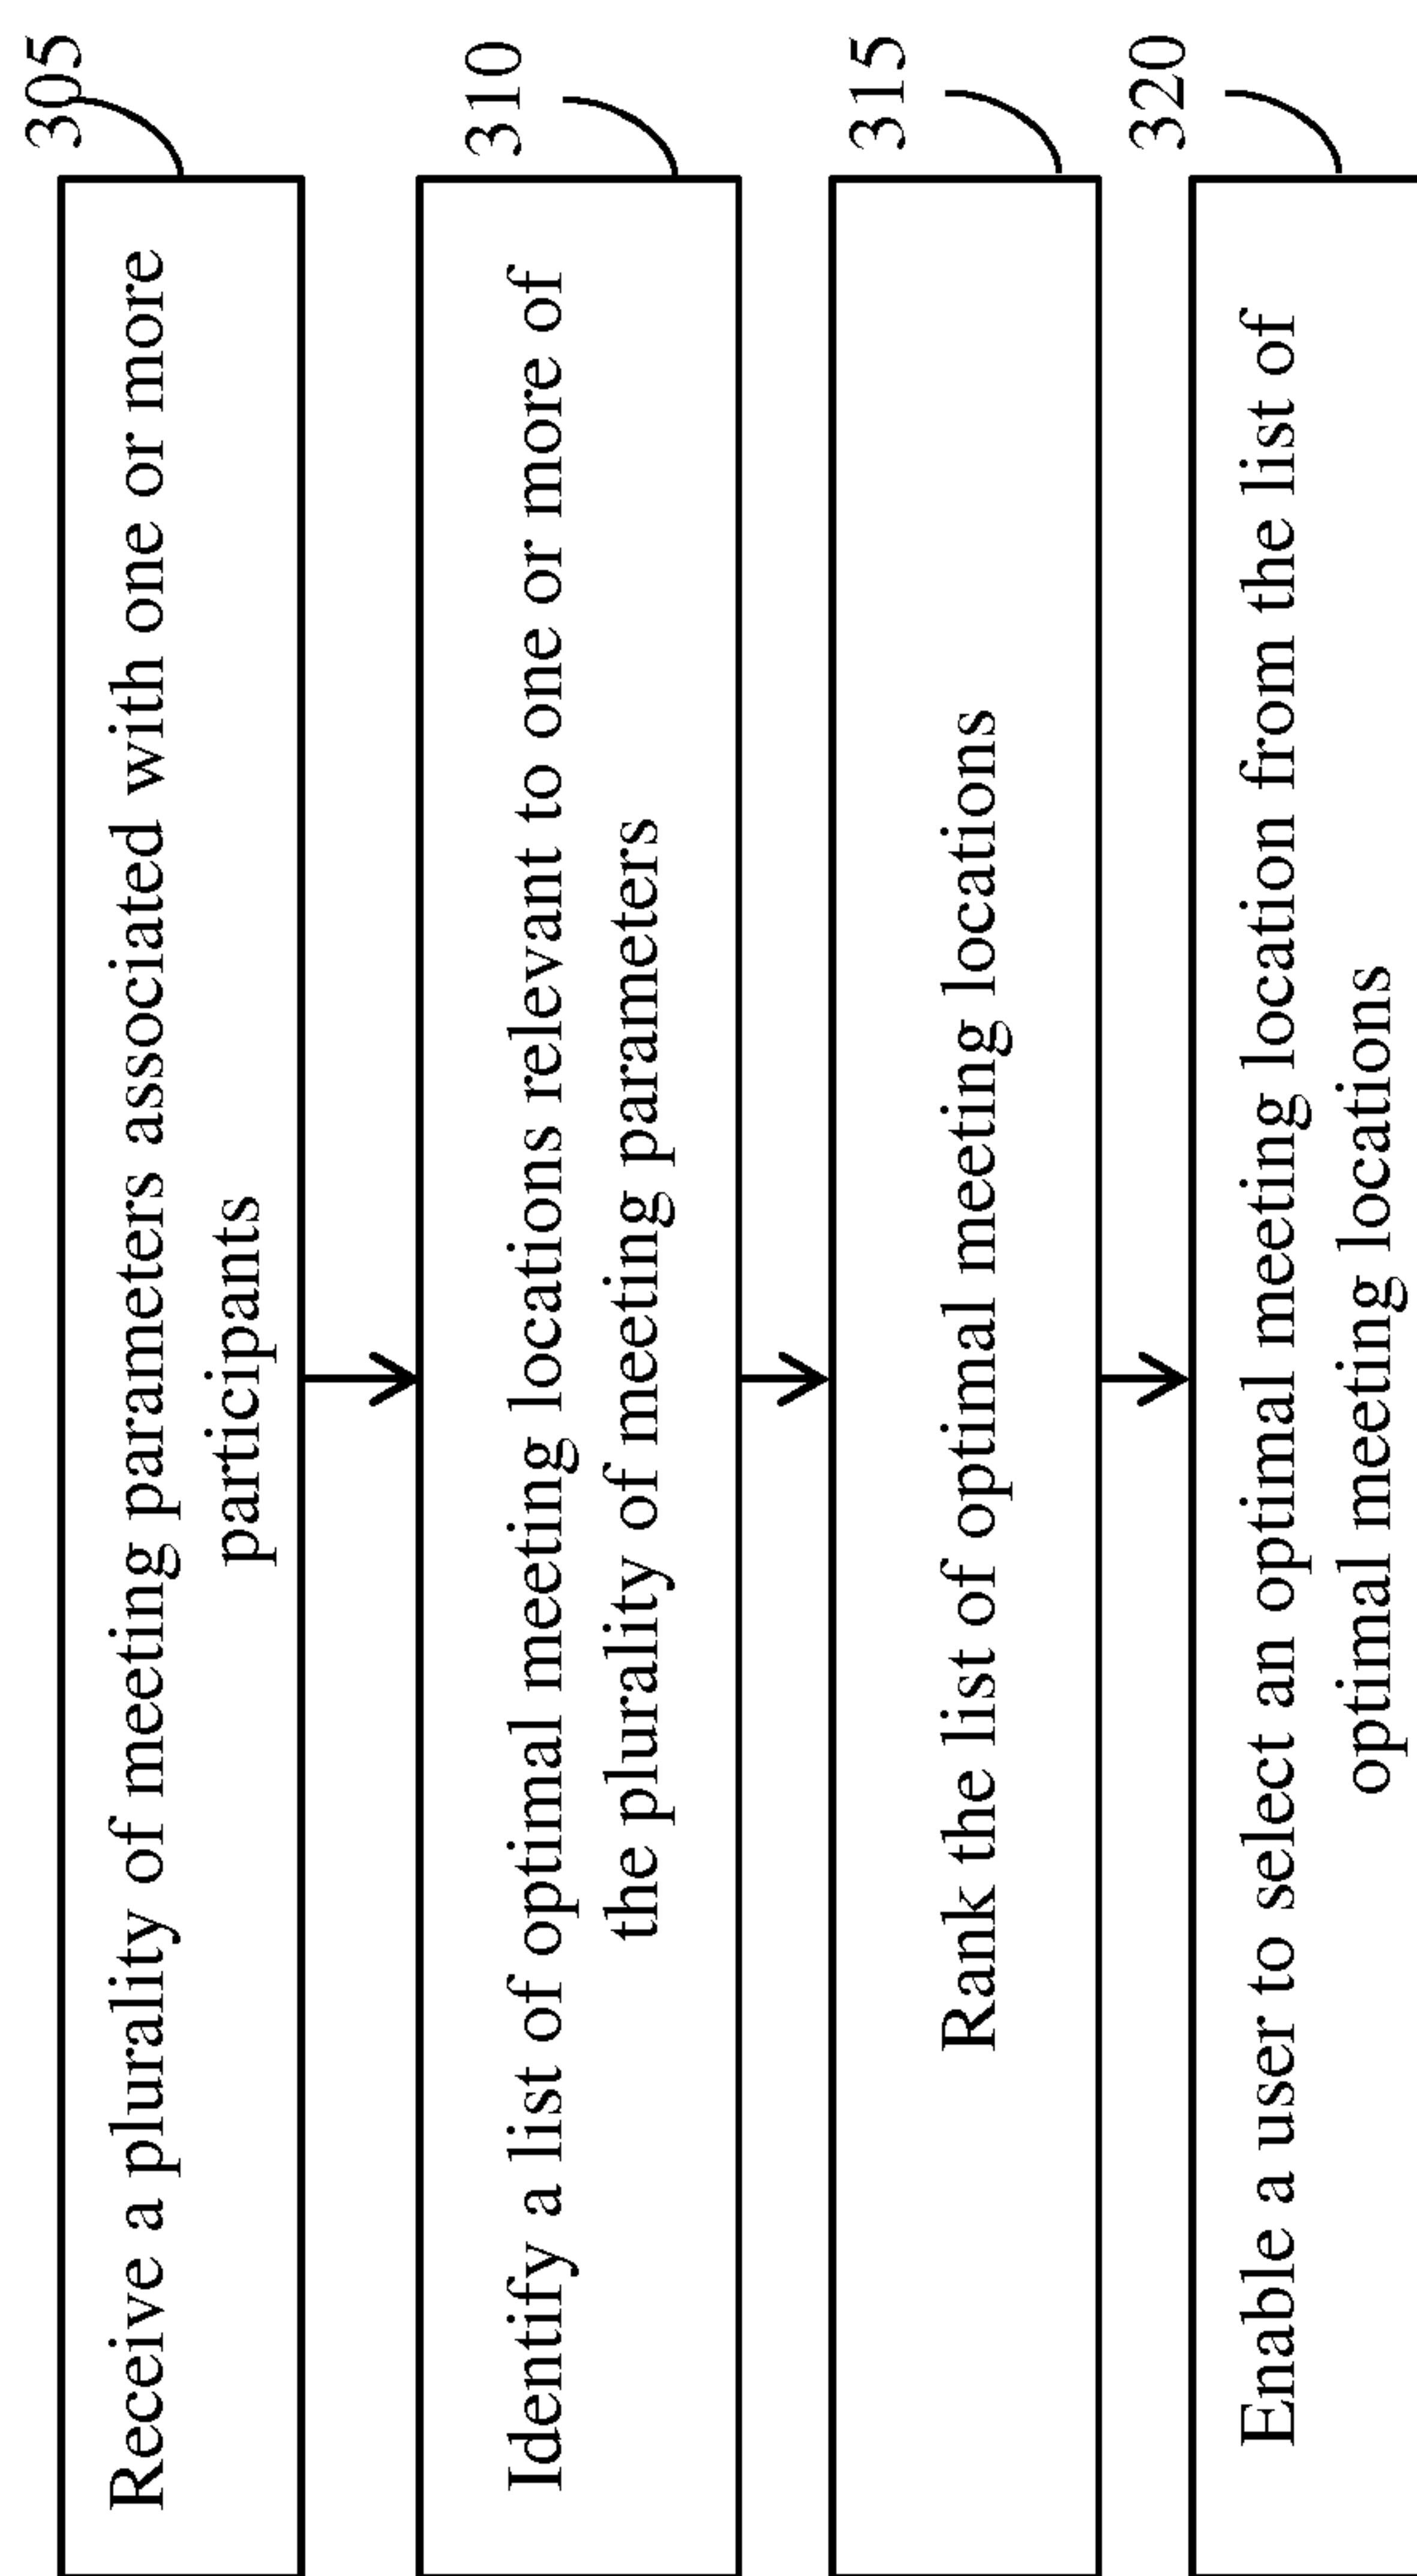 305
Receive a plurality of meeting parameters associated with one or more
participants
310
Identify a list of optimal meeting locations relevant to one or more of
the plurality of meeting parameters
315
Rank the list of optimal meeting locations
320
Enable a user to select an optimal meeting location from the list of
optimal meeting locations